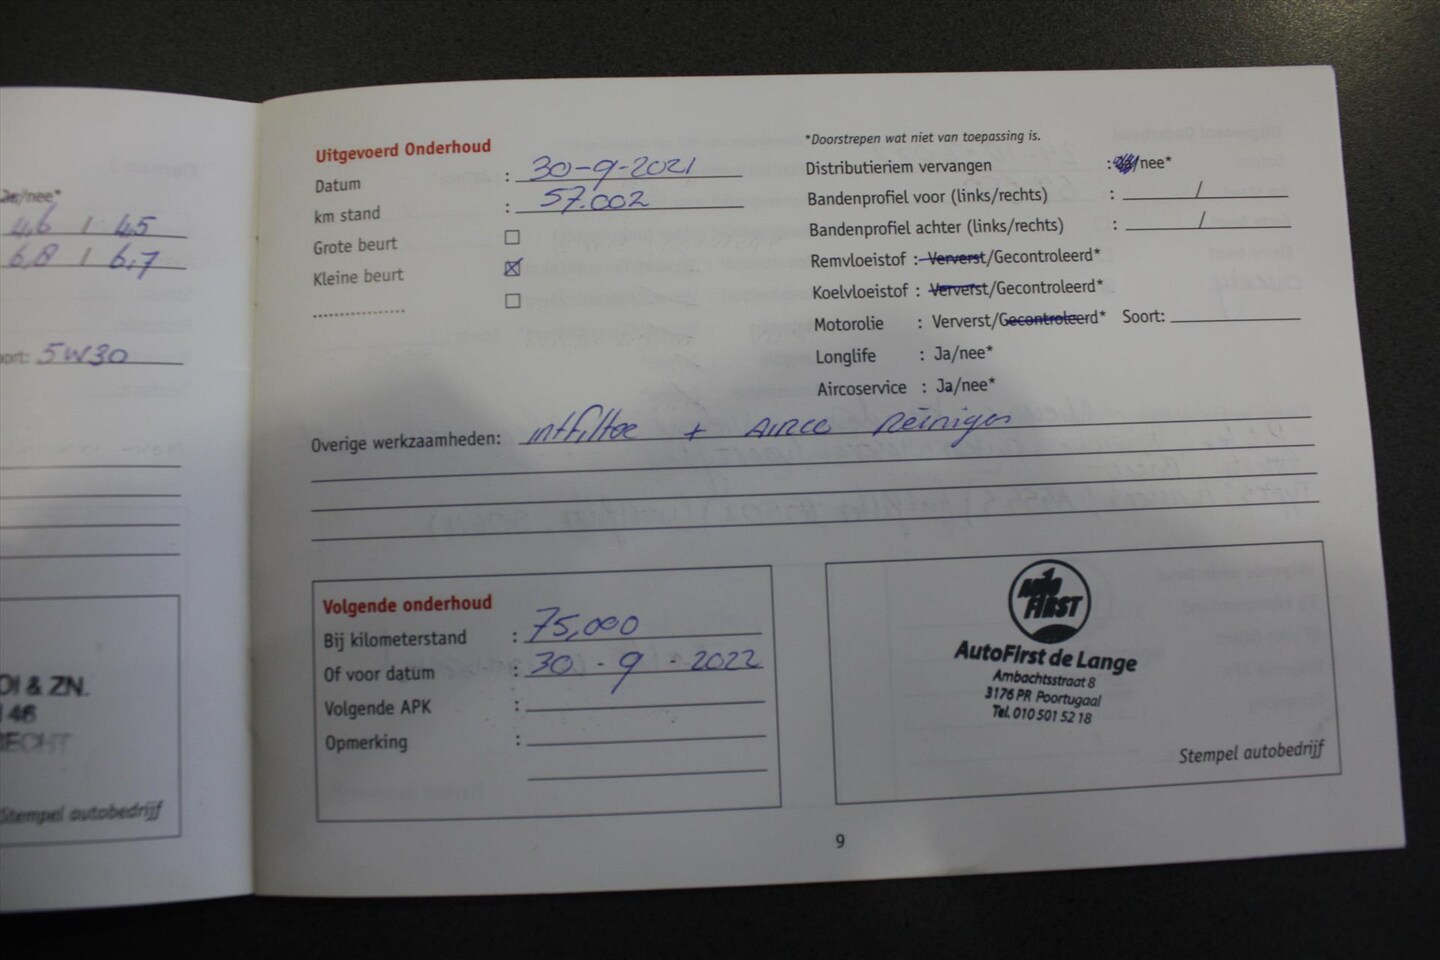 Ja/nee*
4,6 / 4,5
6,8 / 6,7
oort: 5W30
OI & ZN.
46
RECHT
Stempel autobedrijf
Uitgevoerd Onderhoud
Datum : 30-9-2021
km stand : 57.002
Grote beurt
Kleine beurt
*Doorstrepen wat niet van toepassing is.
Distributieriem vervangen : Ja/nee*
Bandenprofiel voor (links/rechts) : /
Bandenprofiel achter (links/rechts) : /
Remvloeistof : Ververst/Gecontroleerd*
Koelvloeistof : Ververst/Gecontroleerd*
Motorolie : Ververst/Gecontroleerd* Soort:
Longlife : Ja/nee*
Aircoservice : Ja/nee*
Overige werkzaamheden: intfilter + AIRCO Reinigen
Volgende onderhoud
Bij kilometerstand : 75,000
Of voor datum : 30 - 9 - 2022
Volgende APK :
Opmerking :
AUTO FIRST
AutoFirst de Lange
Ambachtsstraat 8
3176 PR Poortugaal
Tel. 010 501 52 18
Stempel autobedrijf
9